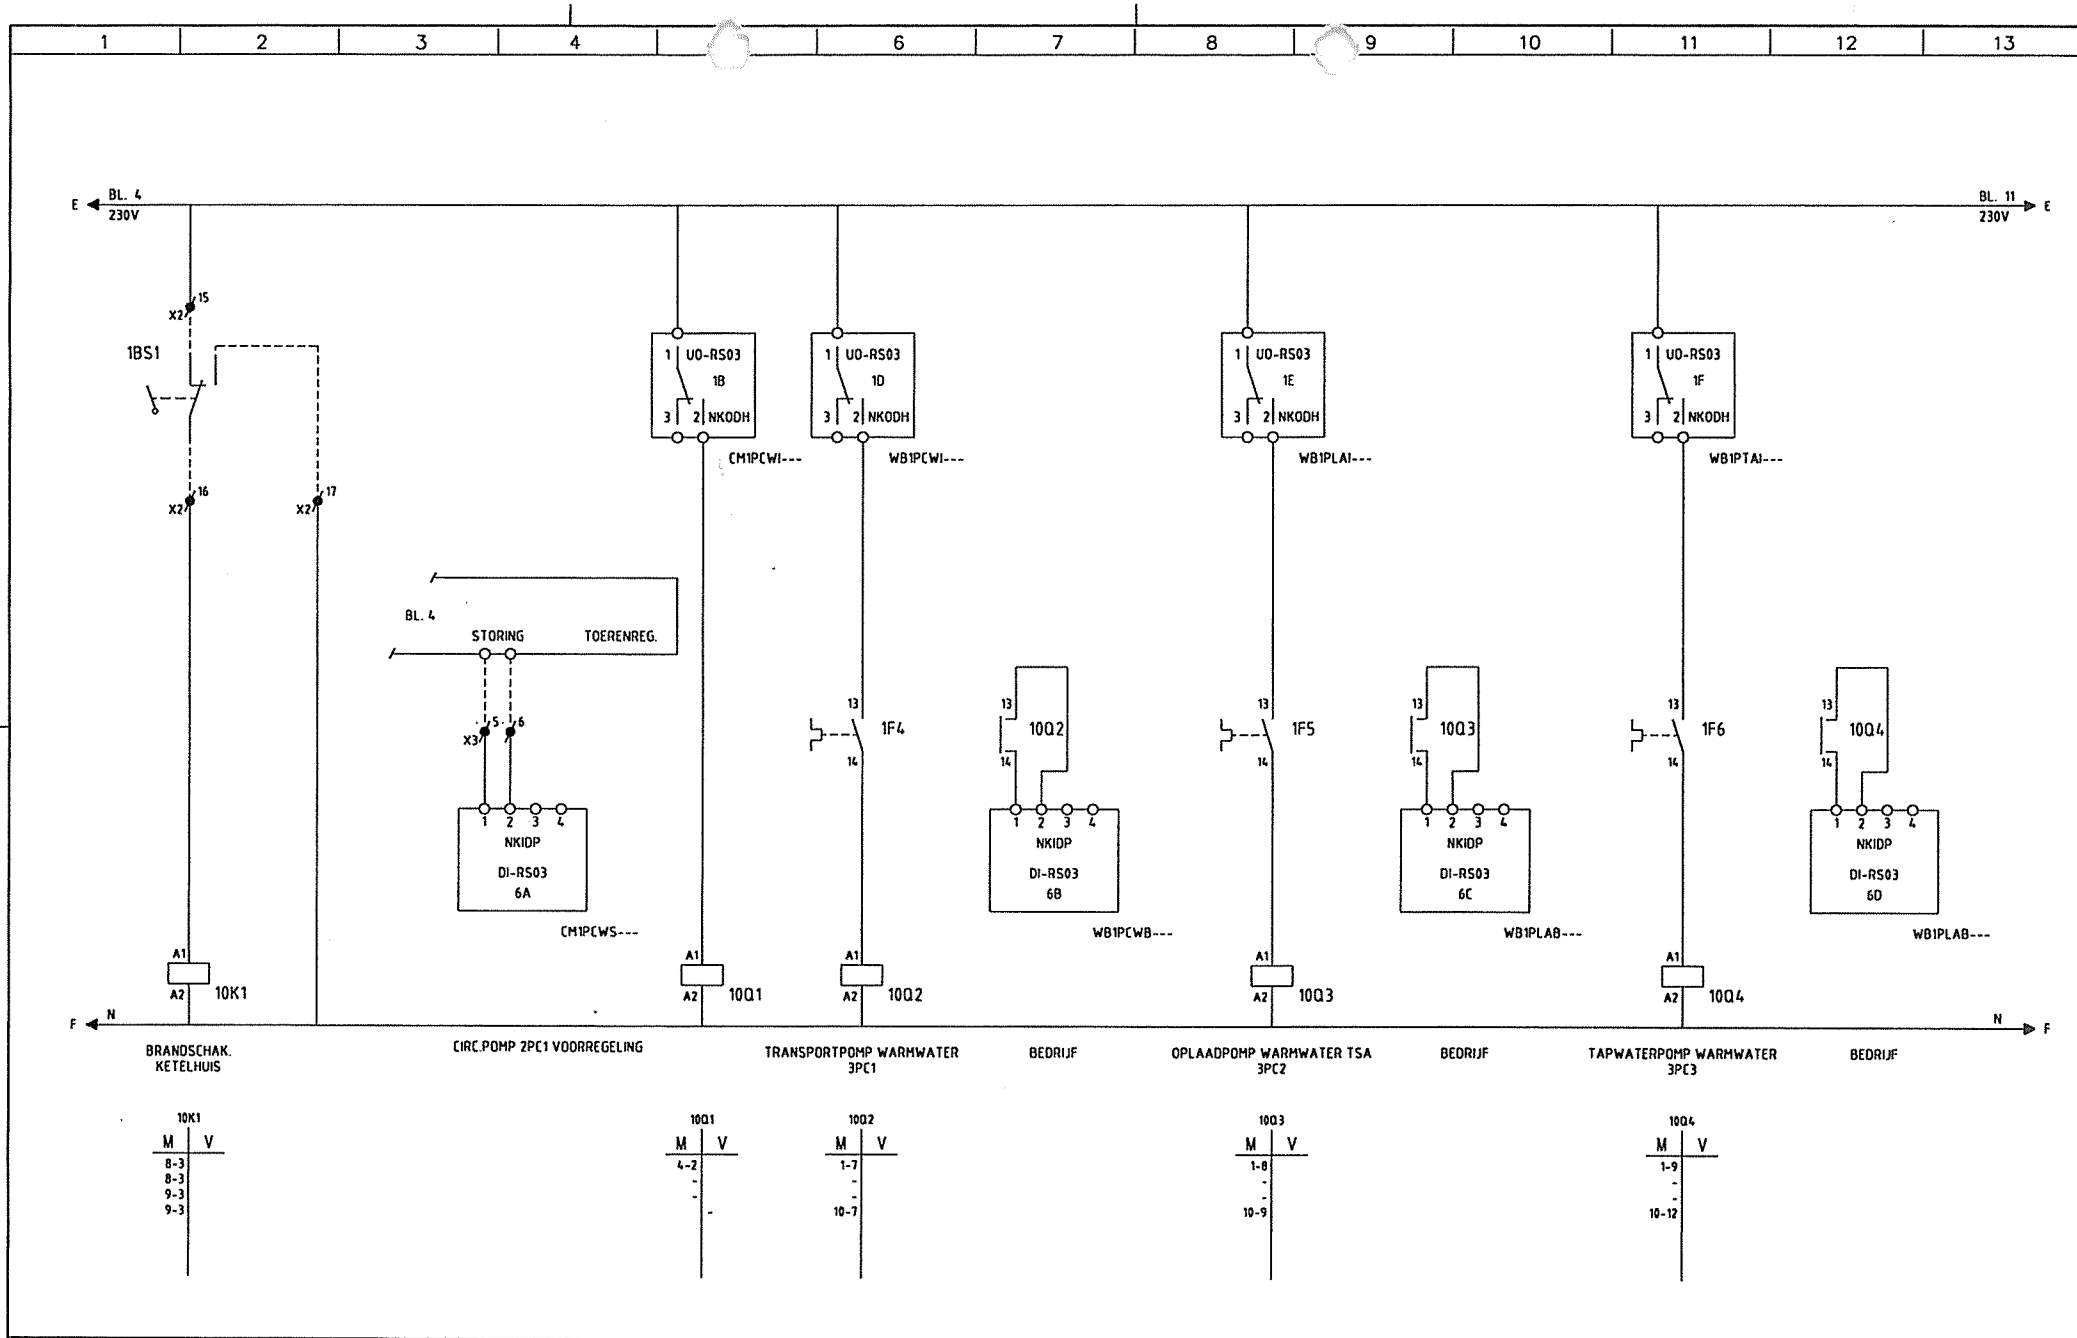 1 2 3 4 6 7 8 9 10 11 12 13
E BL. 4 BL. 11 E
230V 230V
15
X2
1BS1
1 UO-RS03 1 UO-RS03 1 UO-RS03 1 UO-RS03
1B 1D 1E 1F
3 2 NKODH 3 2 NKODH 3 2 NKODH 3 2 NKODH
CM1PCWI--- WB1PCWI--- WB1PLAI--- WB1PTAI---
16 17
X2 X2
BL. 4
STORING TOERENREG.
13 13 13 13 13 13
5 6 1F4 10Q2 1F5 10Q3 1F6 10Q4
X3
14 14 14 14 14 14
1 2 3 4 1 2 3 4 1 2 3 4 1 2 3 4
NKIDP NKIDP NKIDP NKIDP
DI-RS03 DI-RS03 DI-RS03 DI-RS03
6A 6B 6C 6D
CM1PCWS--- WB1PCWB--- WB1PLAB--- WB1PLAB---
A1 A1 A1 A1 A1
A2 10K1 A2 10Q1 A2 10Q2 A2 10Q3 A2 10Q4
F N N F
BRANDSCHAK. CIRC.POMP 2PC1 VOORREGELING TRANSPORTPOMP WARMWATER BEDRIJF OPLAADPOMP WARMWATER TSA BEDRIJF TAPWATERPOMP WARMWATER BEDRIJF
KETELHUIS 3PC1 3PC2 3PC3
10K1 10Q1 10Q2 10Q3 10Q4
M V M V M V M V M V
8-3 4-2 1-7 1-8 1-9
8-3 - - - -
9-3 - - - -
9-3 - 10-7 10-9 10-12